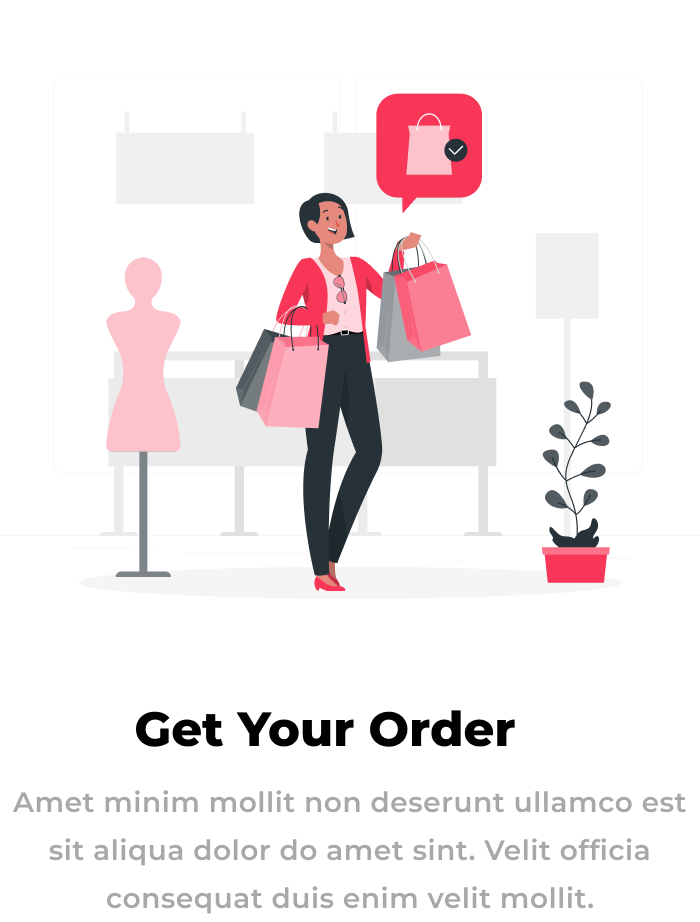 Get Your Order
Amet minim mollit non deserunt ullamco est
sit aliqua dolor do amet sint. Velit officia
consequat duis enim velit mollit.